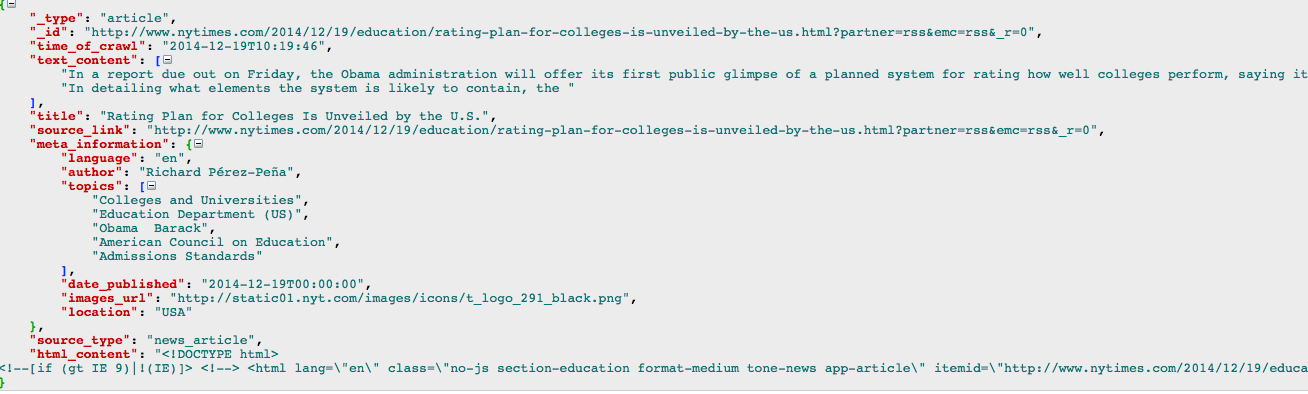 {
"_type": "article",
"_id": "http://www.nytimes.com/2014/12/19/education/rating-plan-for-colleges-is-unveiled-by-the-us.html?partner=rss&emc=rss&_r=0",
"time_of_crawl": "2014-12-19T10:19:46",
"text_content": [
"In a report due out on Friday, the Obama administration will offer its first public glimpse of a planned system for rating how well colleges perform, saying it
"In detailing what elements the system is likely to contain, the "
],
"title": "Rating Plan for Colleges Is Unveiled by the U.S.",
"source_link": "http://www.nytimes.com/2014/12/19/education/rating-plan-for-colleges-is-unveiled-by-the-us.html?partner=rss&emc=rss&_r=0",
"meta_information": {
"language": "en",
"author": "Richard Pérez-Peña",
"topics": [
"Colleges and Universities",
"Education Department (US)",
"Obama  Barack",
"American Council on Education",
"Admissions Standards"
],
"date_published": "2014-12-19T00:00:00",
"images_url": "http://static01.nyt.com/images/icons/t_logo_291_black.png",
"location": "USA"
},
"source_type": "news_article",
"html_content": "<!DOCTYPE html>
<!--[if (gt IE 9)|!(IE)]> <!--> <html lang=\"en\" class=\"no-js section-education format-medium tone-news app-article\" itemid=\"http://www.nytimes.com/2014/12/19/educa
}